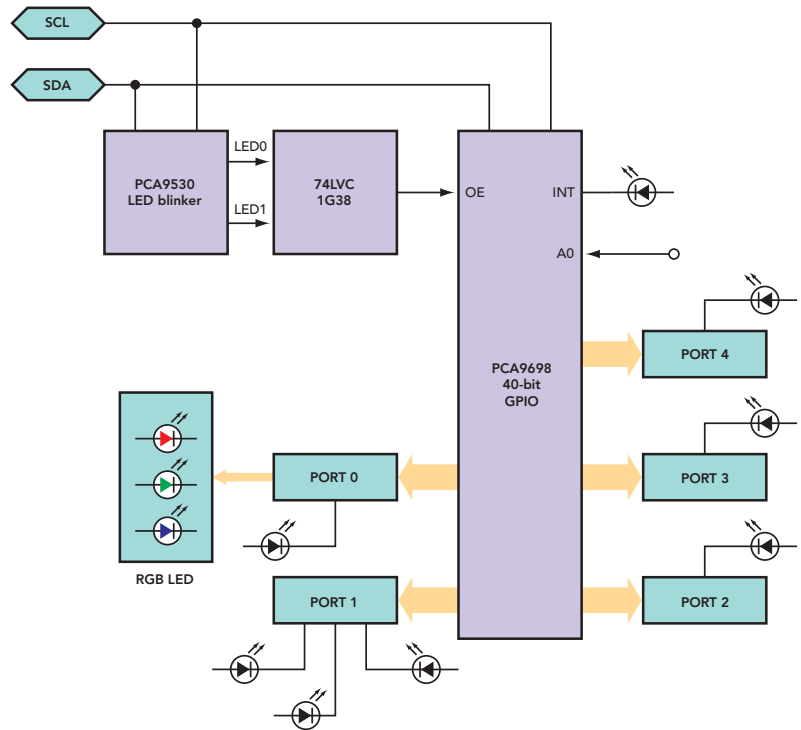 SCL
SDA
PCA9530
LED blinker
LED0
LED1
74LVC
1G38
OE
INT
A0
PCA9698
40-bit
GPIO
PORT 4
PORT 3
PORT 0
RGB LED
PORT 1
PORT 2